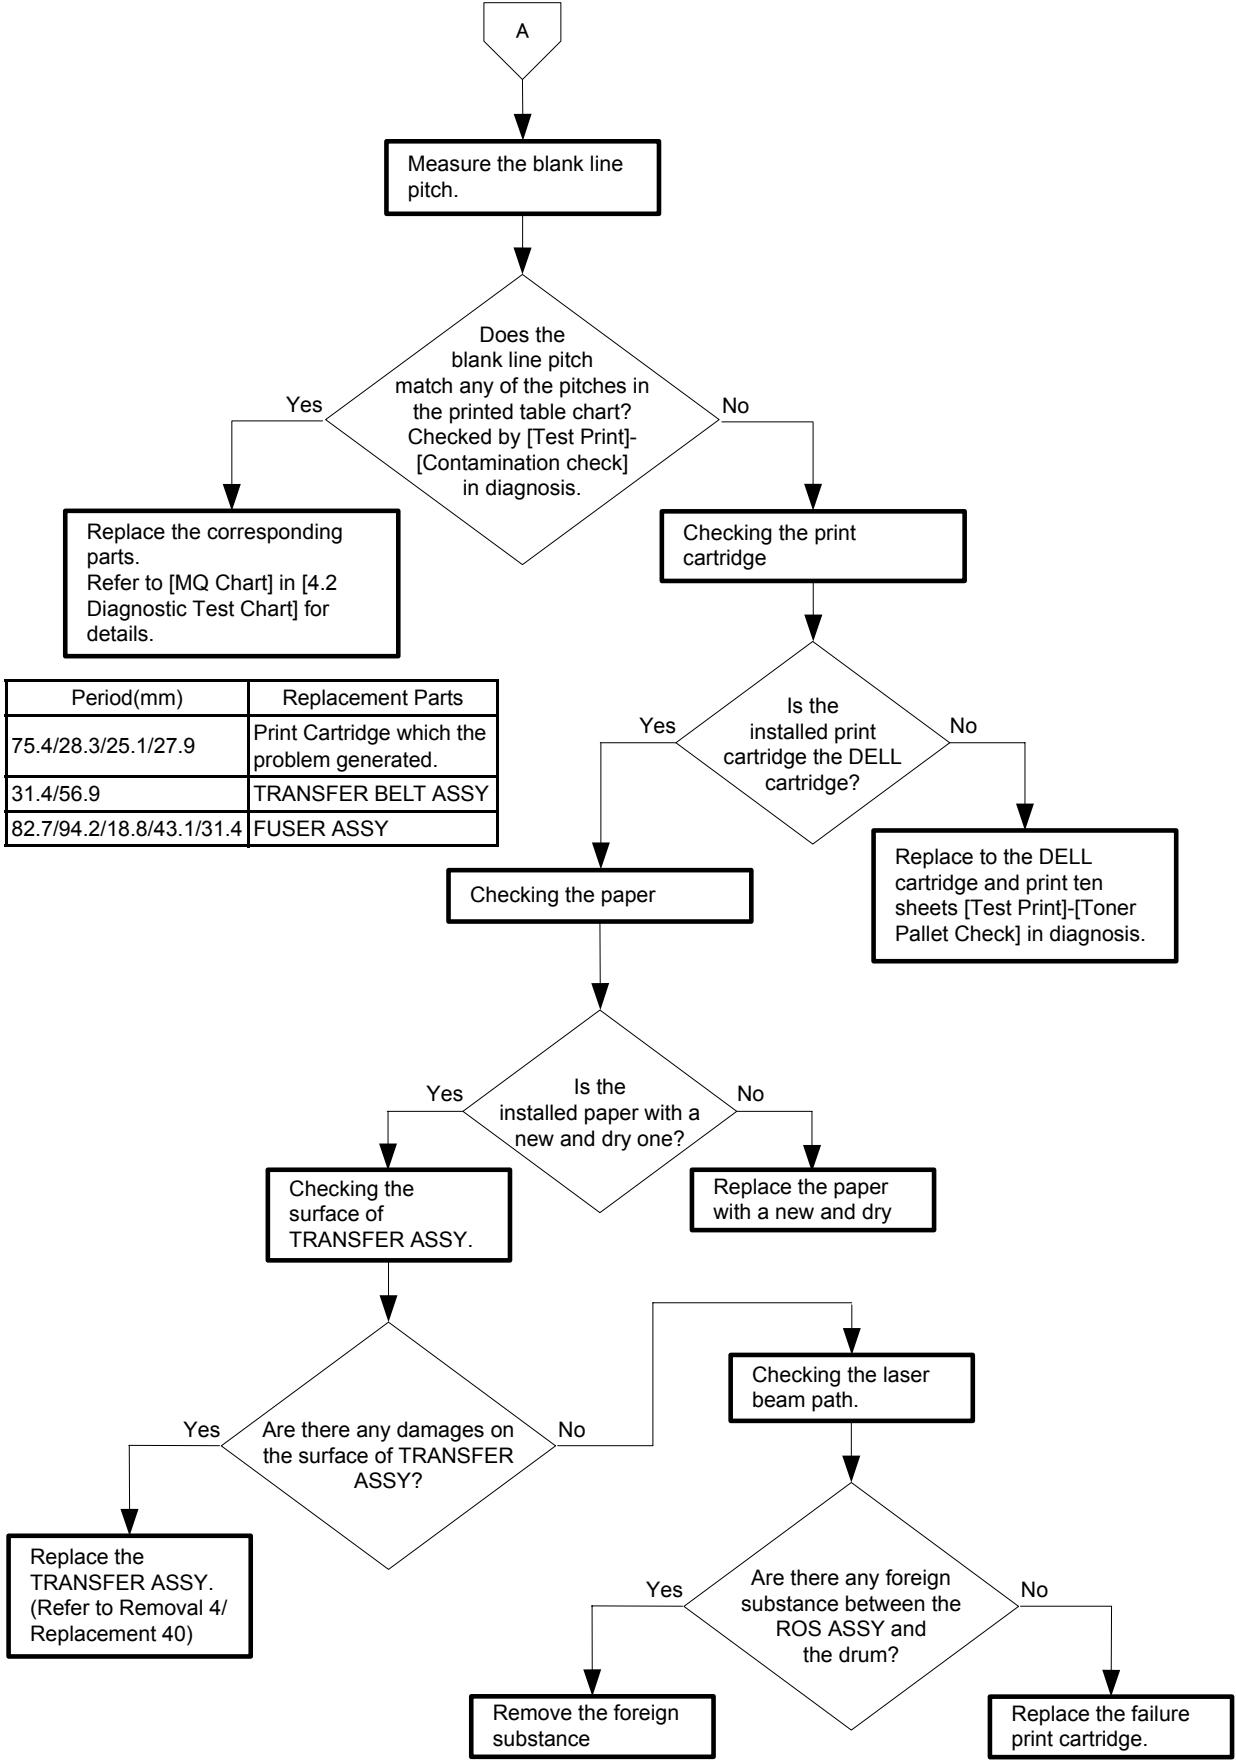 A
Measure the blank line
pitch.
Does the
blank line pitch
match any of the pitches in
the printed table chart?
Checked by [Test Print]-
[Contamination check]
in diagnosis.
Yes
No
Replace the corresponding
parts.
Refer to [MQ Chart] in [4.2
Diagnostic Test Chart] for
details.
Checking the print
cartridge
Period(mm) Replacement Parts
75.4/28.3/25.1/27.9 Print Cartridge which the
problem generated.
31.4/56.9 TRANSFER BELT ASSY
82.7/94.2/18.8/43.1/31.4 FUSER ASSY
Is the
installed print
cartridge the DELL
cartridge?
Yes
No
Checking the paper
Replace to the DELL
cartridge and print ten
sheets [Test Print]-[Toner
Pallet Check] in diagnosis.
Is the
installed paper with a
new and dry one?
Yes
No
Checking the
surface of
TRANSFER ASSY.
Replace the paper
with a new and dry
Are there any damages on
the surface of TRANSFER
ASSY?
Yes
No
Checking the laser
beam path.
Replace the
TRANSFER ASSY.
(Refer to Removal 4/
Replacement 40)
Are there any foreign
substance between the
ROS ASSY and
the drum?
Yes
No
Remove the foreign
substance
Replace the failure
print cartridge.